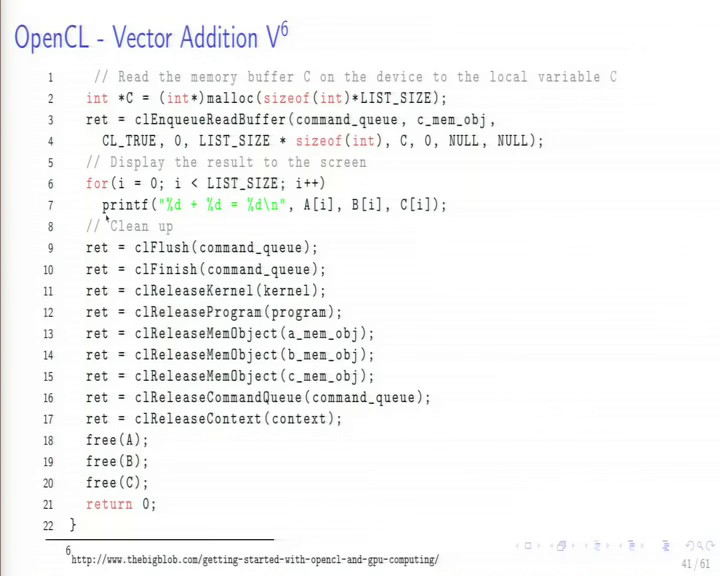 OpenCL - Vector Addition V6
1 // Read the memory buffer C on the device to the local variable C
2 int *C = (int*)malloc(sizeof(int)*LIST_SIZE);
3 ret = clEnqueueReadBuffer(command_queue, c_mem_obj,
4 CL_TRUE, 0, LIST_SIZE * sizeof(int), C, 0, NULL, NULL);
5 // Display the result to the screen
6 for(i = 0; i < LIST_SIZE; i++)
7 printf("%d + %d = %d\n", A[i], B[i], C[i]);
8 // Clean up
9 ret = clFlush(command_queue);
10 ret = clFinish(command_queue);
11 ret = clReleaseKernel(kernel);
12 ret = clReleaseProgram(program);
13 ret = clReleaseMemObject(a_mem_obj);
14 ret = clReleaseMemObject(b_mem_obj);
15 ret = clReleaseMemObject(c_mem_obj);
16 ret = clReleaseCommandQueue(command_queue);
17 ret = clReleaseContext(context);
18 free(A);
19 free(B);
20 free(C);
21 return 0;
22 }
6 http://www.thebigblob.com/getting-started-with-opencl-and-gpu-computing/
41/61